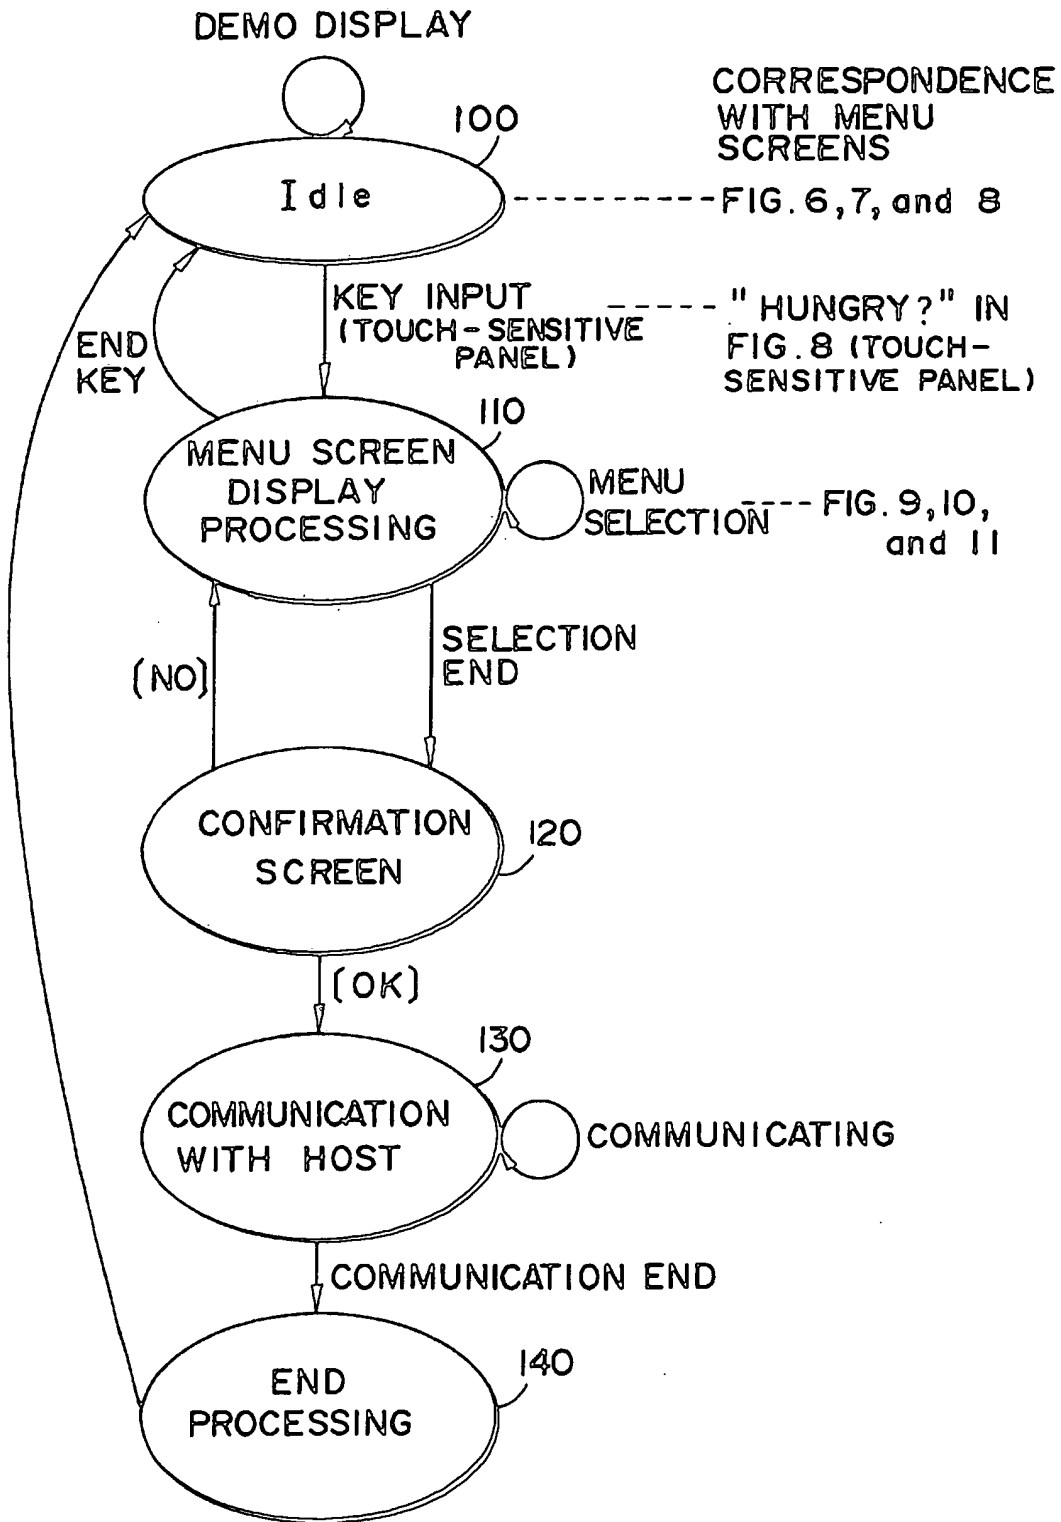 DEMO DISPLAY
CORRESPONDENCE
WITH MENU
SCREENS
100
Idle
FIG. 6, 7, and 8
KEY INPUT
(TOUCH-SENSITIVE
PANEL)
"HUNGRY?" IN
FIG. 8 (TOUCH-
SENSITIVE PANEL)
END
KEY
110
MENU SCREEN
DISPLAY
PROCESSING
MENU
SELECTION
FIG. 9, 10,
and 11
SELECTION
END
(NO)
CONFIRMATION
SCREEN
120
(OK)
130
COMMUNICATION
WITH HOST
COMMUNICATING
COMMUNICATION END
140
END
PROCESSING